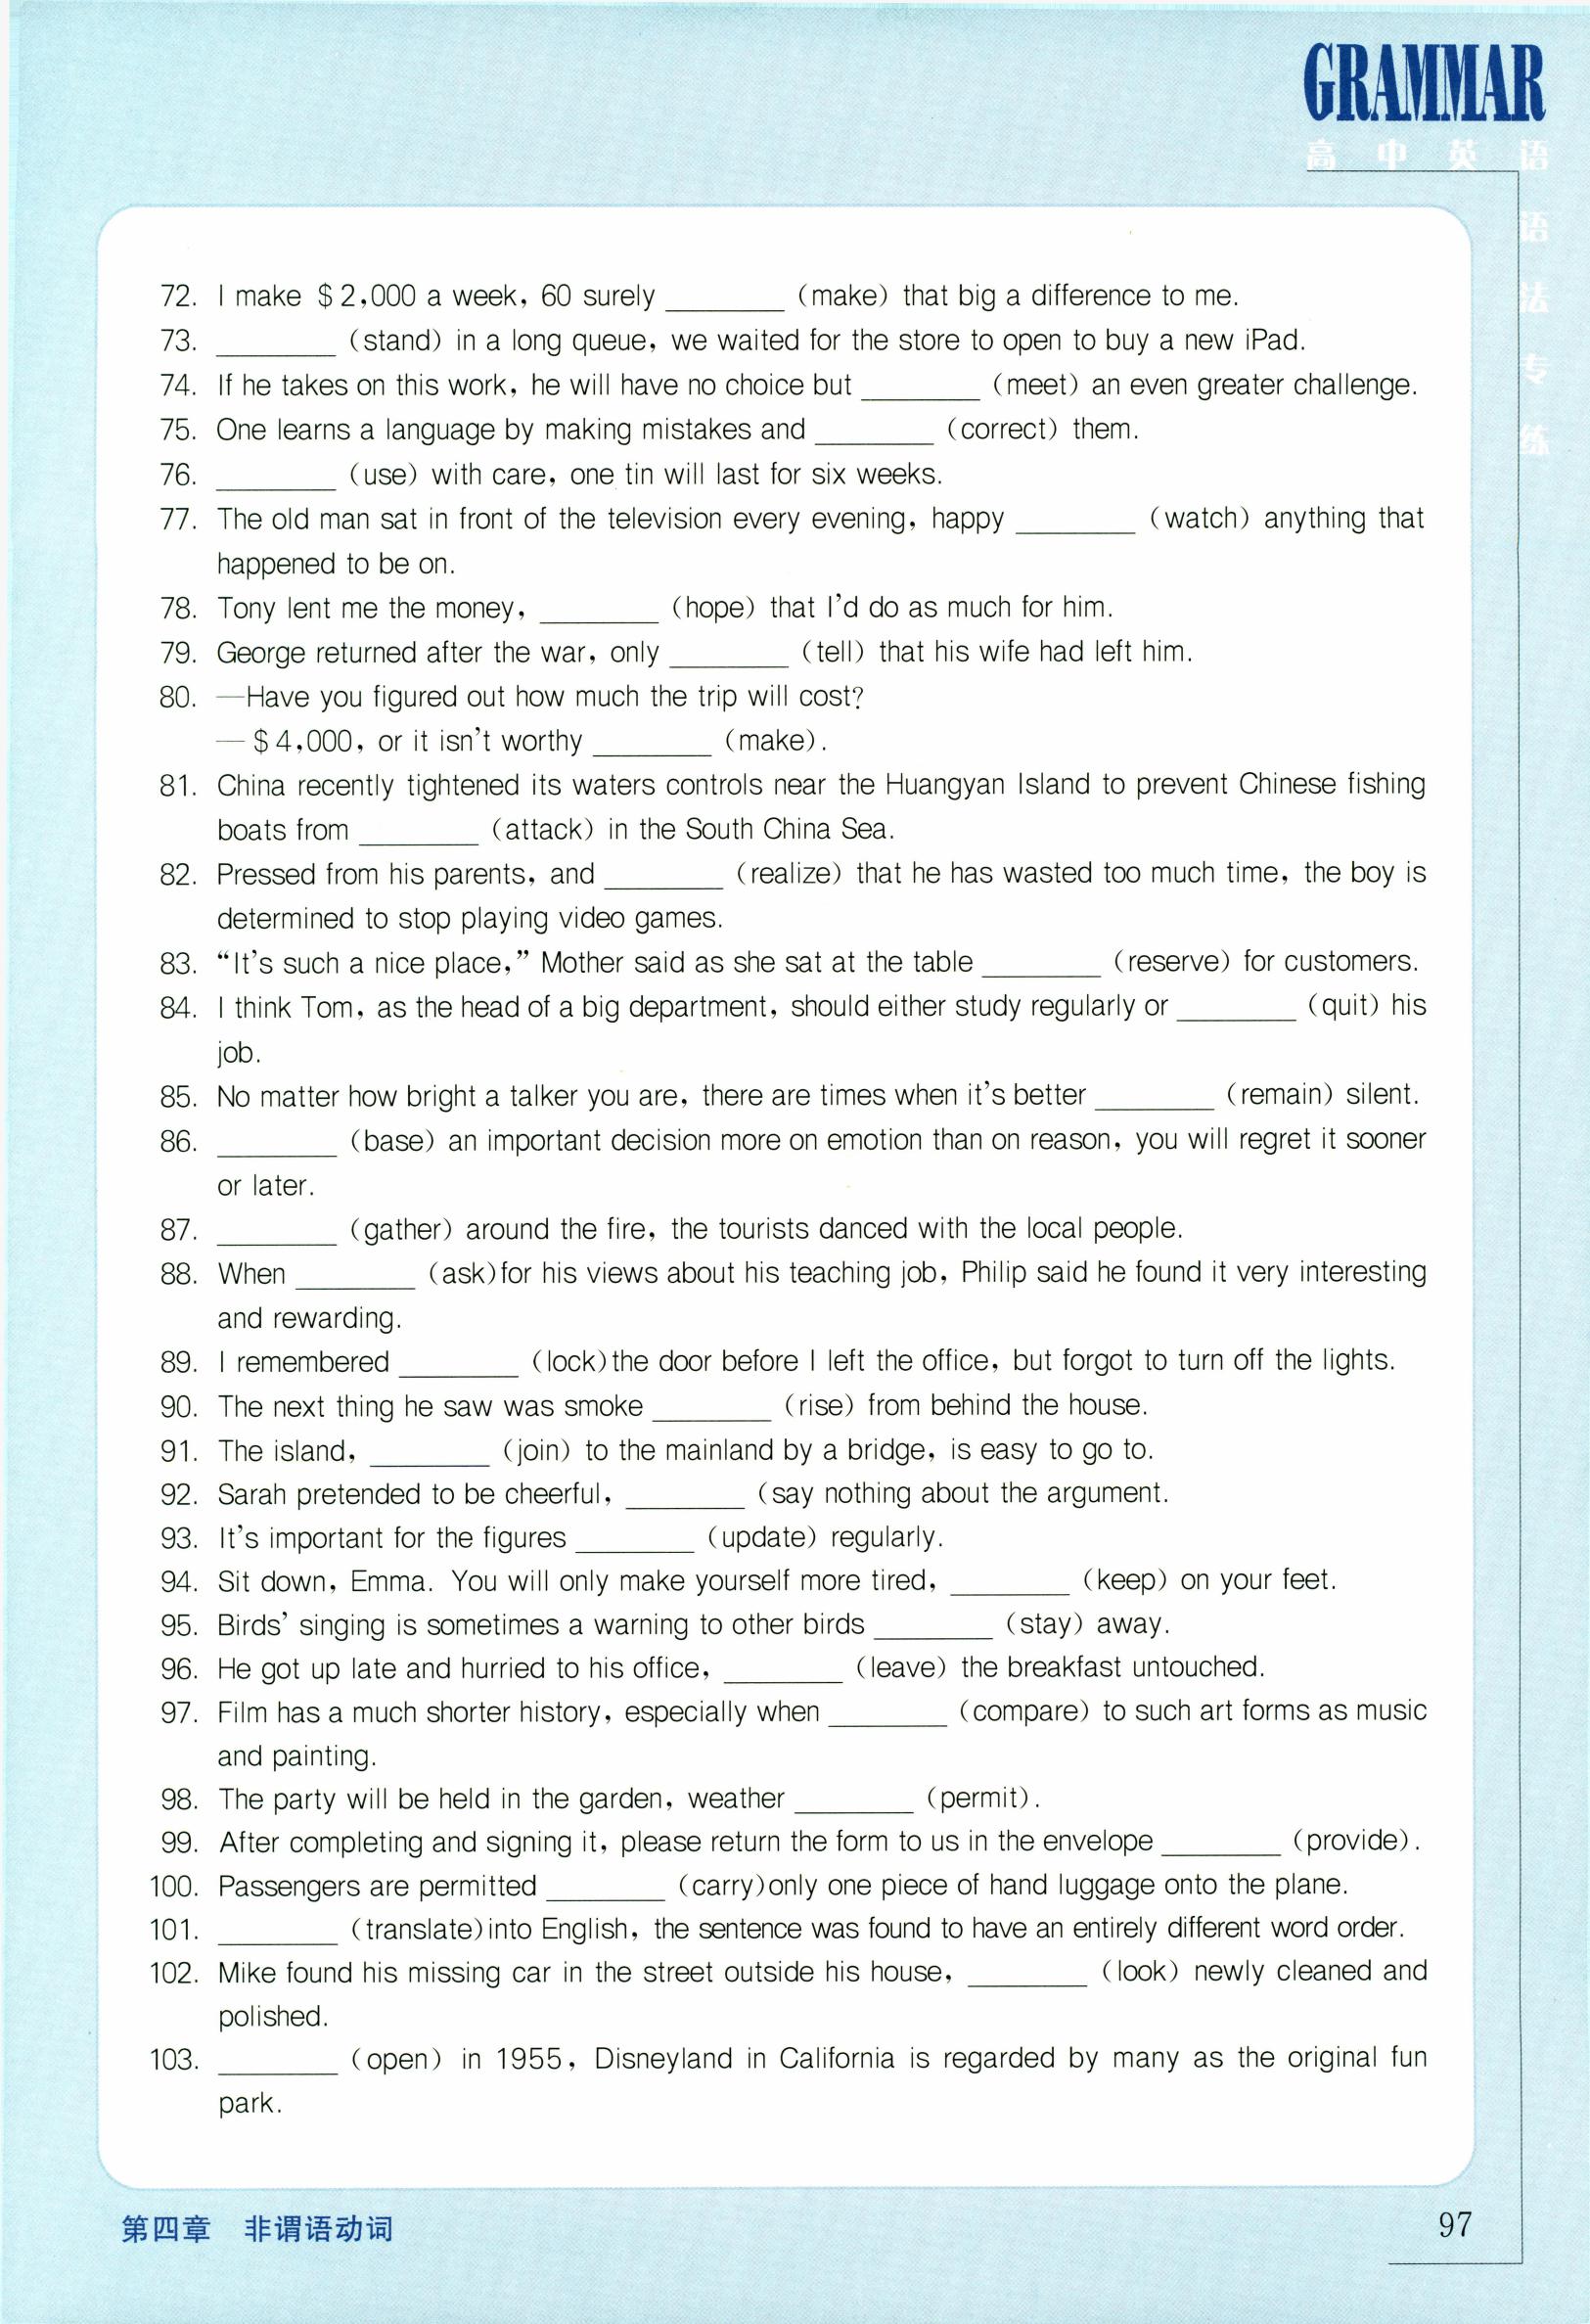 GRAMMAR
高中英语
语法专练
72. I make $2,000 a week, 60 surely ________ (make) that big a difference to me.
73. ________ (stand) in a long queue, we waited for the store to open to buy a new iPad.
74. If he takes on this work, he will have no choice but ________ (meet) an even greater challenge.
75. One learns a language by making mistakes and ________ (correct) them.
76. ________ (use) with care, one tin will last for six weeks.
77. The old man sat in front of the television every evening, happy ________ (watch) anything that
happened to be on.
78. Tony lent me the money, ________ (hope) that I'd do as much for him.
79. George returned after the war, only ________ (tell) that his wife had left him.
80. —Have you figured out how much the trip will cost?
— $4,000, or it isn't worthy ________ (make).
81. China recently tightened its waters controls near the Huangyan Island to prevent Chinese fishing
boats from ________ (attack) in the South China Sea.
82. Pressed from his parents, and ________ (realize) that he has wasted too much time, the boy is
determined to stop playing video games.
83. “It's such a nice place,” Mother said as she sat at the table ________ (reserve) for customers.
84. I think Tom, as the head of a big department, should either study regularly or ________ (quit) his
job.
85. No matter how bright a talker you are, there are times when it's better ________ (remain) silent.
86. ________ (base) an important decision more on emotion than on reason, you will regret it sooner
or later.
87. ________ (gather) around the fire, the tourists danced with the local people.
88. When ________ (ask)for his views about his teaching job, Philip said he found it very interesting
and rewarding.
89. I remembered ________ (lock)the door before I left the office, but forgot to turn off the lights.
90. The next thing he saw was smoke ________ (rise) from behind the house.
91. The island, ________ (join) to the mainland by a bridge, is easy to go to.
92. Sarah pretended to be cheerful, ________ (say nothing about the argument.
93. It's important for the figures ________ (update) regularly.
94. Sit down, Emma. You will only make yourself more tired, ________ (keep) on your feet.
95. Birds' singing is sometimes a warning to other birds ________ (stay) away.
96. He got up late and hurried to his office, ________ (leave) the breakfast untouched.
97. Film has a much shorter history, especially when ________ (compare) to such art forms as music
and painting.
98. The party will be held in the garden, weather ________ (permit).
99. After completing and signing it, please return the form to us in the envelope ________ (provide).
100. Passengers are permitted ________ (carry)only one piece of hand luggage onto the plane.
101. ________ (translate)into English, the sentence was found to have an entirely different word order.
102. Mike found his missing car in the street outside his house, ________ (look) newly cleaned and
polished.
103. ________ (open) in 1955, Disneyland in California is regarded by many as the original fun
park.
第四章 非谓语动词
97